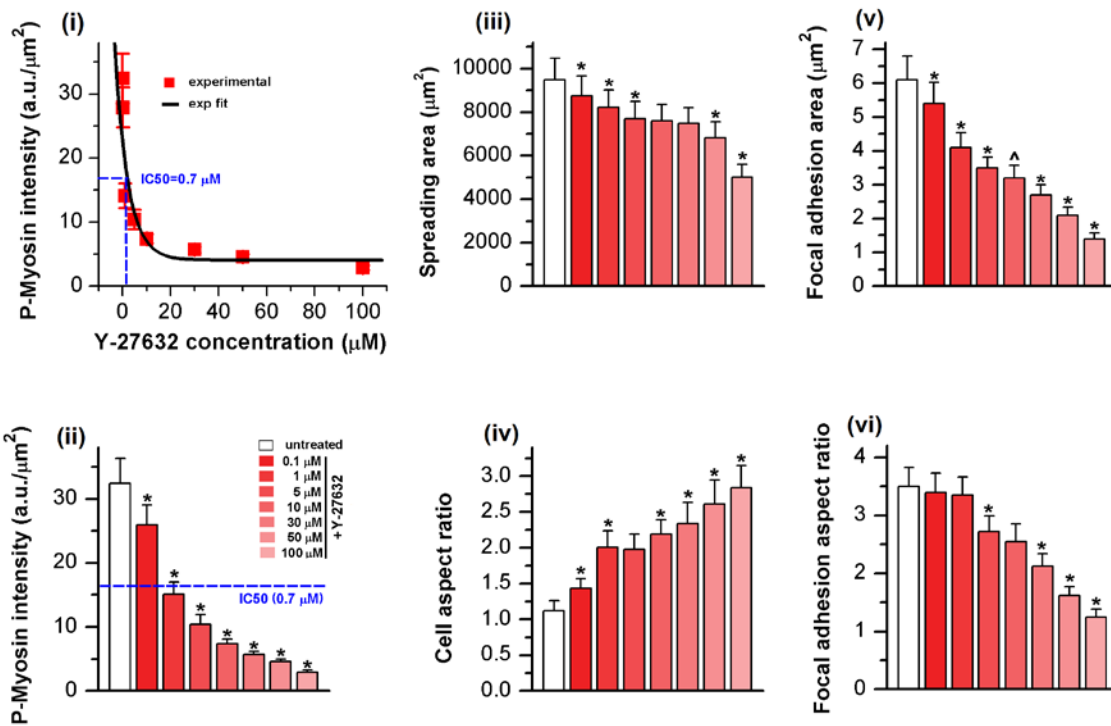 (i)
P-Myosin intensity (a.u./μm²)
30
20
10
0
experimental
exp fit
IC50=0.7 μM
0 20 40 60 80 100
Y-27632 concentration (μM)
(iii)
Spreading area (μm²)
10000
8000
6000
4000
2000
0
* * * * *
(v)
Focal adhesion area (μm²)
7
6
5
4
3
2
1
0
* * * ^ * * *
(ii)
P-Myosin intensity (a.u./μm²)
40
30
20
10
0
untreated
0.1 μM
1 μM
5 μM
10 μM
30 μM
50 μM
100 μM
+Y-27632
IC50 (0.7 μM)
* * * * * * *
(iv)
Cell aspect ratio
3.0
2.5
2.0
1.5
1.0
0.5
0.0
* * * * * *
(vi)
Focal adhesion aspect ratio
4
3
2
1
0
* * * *